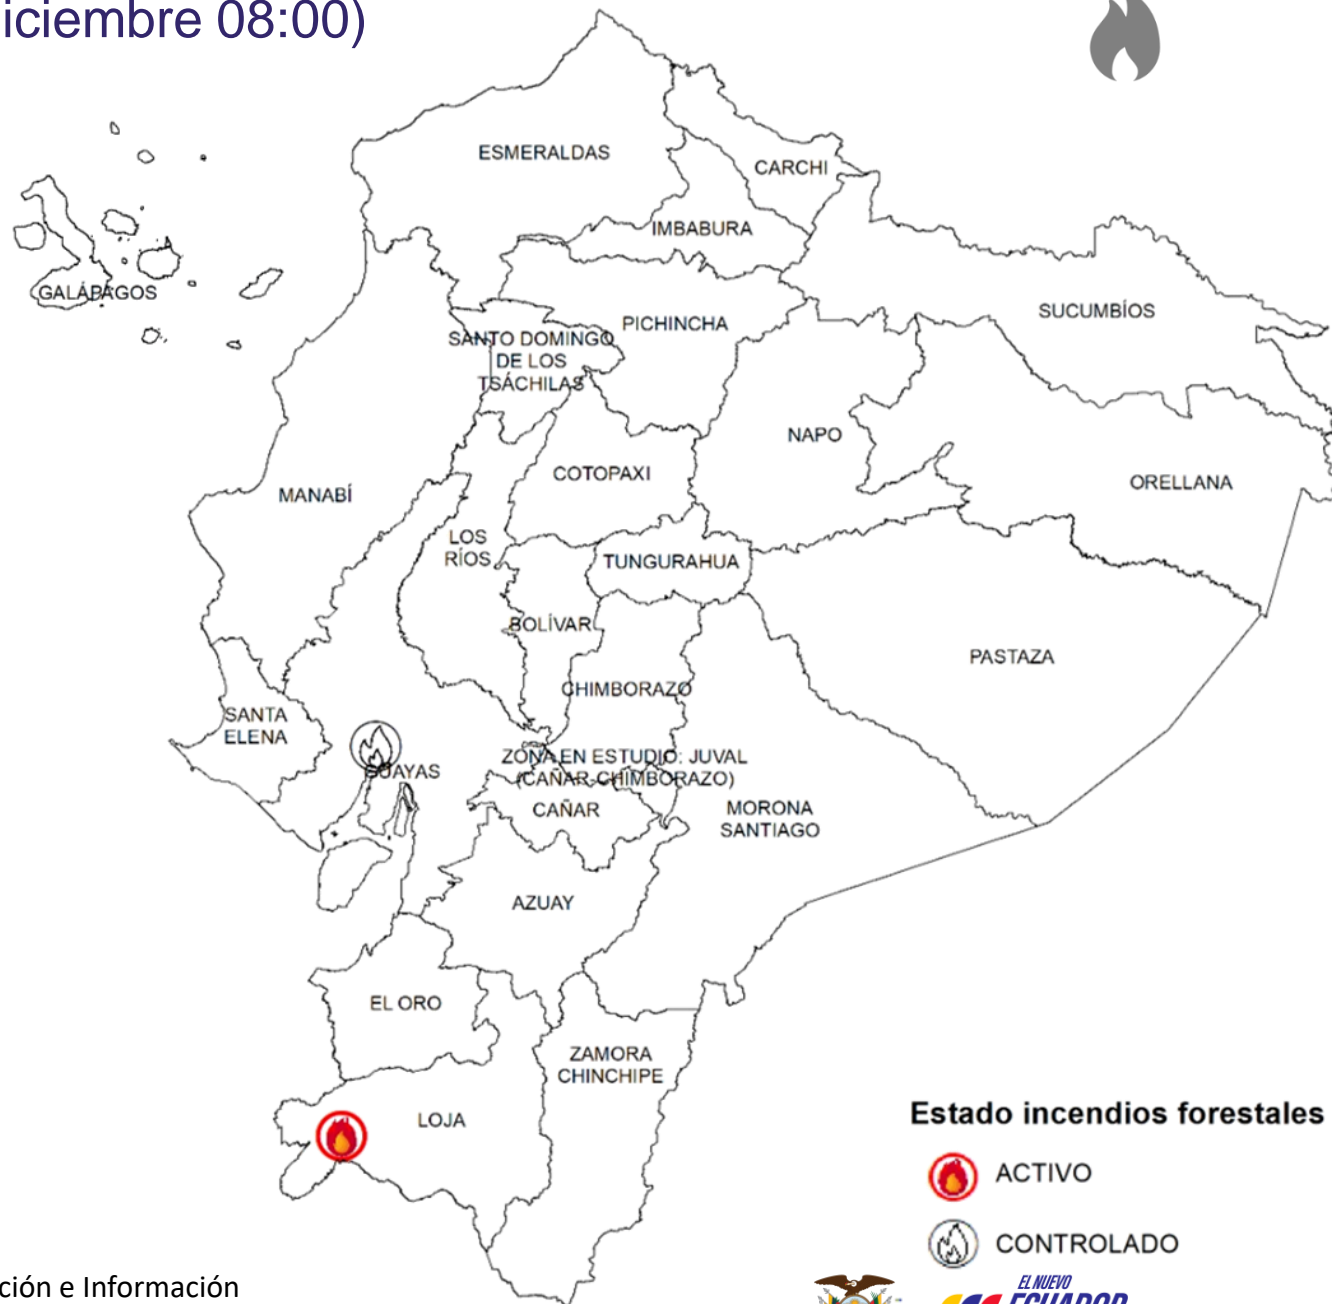 iciembre 08:00)
ESMERALDAS
CARCHI
IMBABURA
GALÁPAGOS
SUCUMBÍOS
PICHINCHA
SANTO DOMINGO
DE LOS
TSÁCHILAS
NAPO
COTOPAXI
ORELLANA
MANABÍ
LOS
RÍOS
TUNGURAHUA
BOLÍVAR
PASTAZA
CHIMBORAZO
SANTA
ELENA
ZONA EN ESTUDIO: JUVAL
(CAÑAR-CHIMBORAZO)
GUAYAS
CAÑAR
MORONA
SANTIAGO
AZUAY
EL ORO
ZAMORA
CHINCHIPE
LOJA
Estado incendios forestales
ACTIVO
CONTROLADO
ción e Información
EL NUEVO
ECUADOR